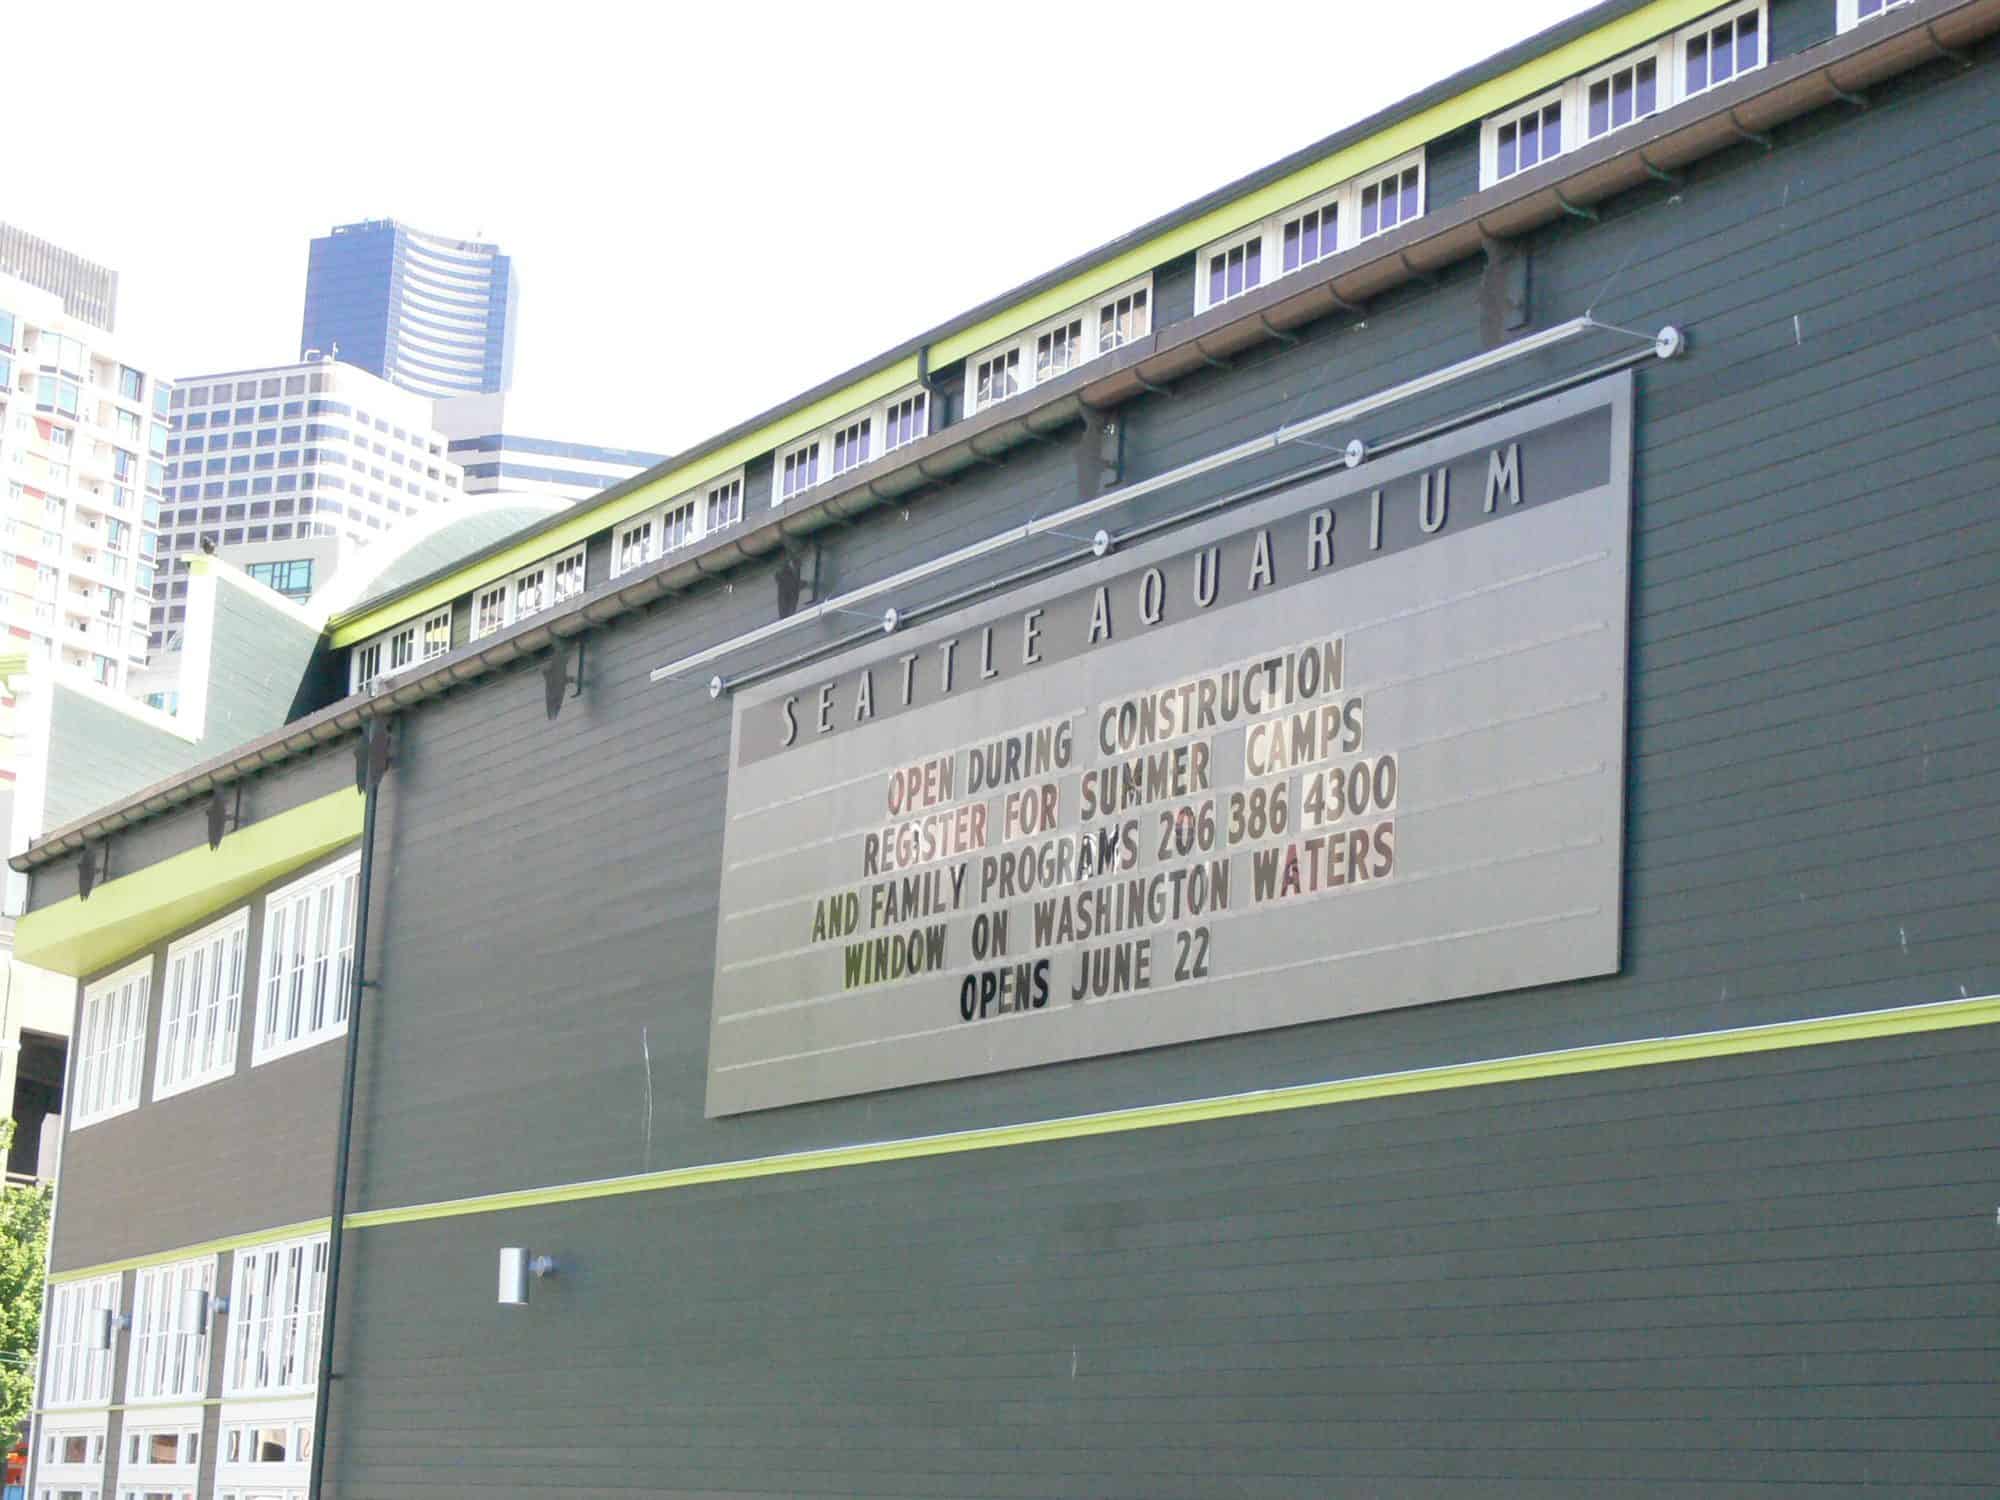 SEATTLE AQUARIUM
OPEN DURING CONSTRUCTION
REGISTER FOR SUMMER CAMPS
AND FAMILY PROGRAMS 206 386 4300
WINDOW ON WASHINGTON WATERS
OPENS JUNE 22